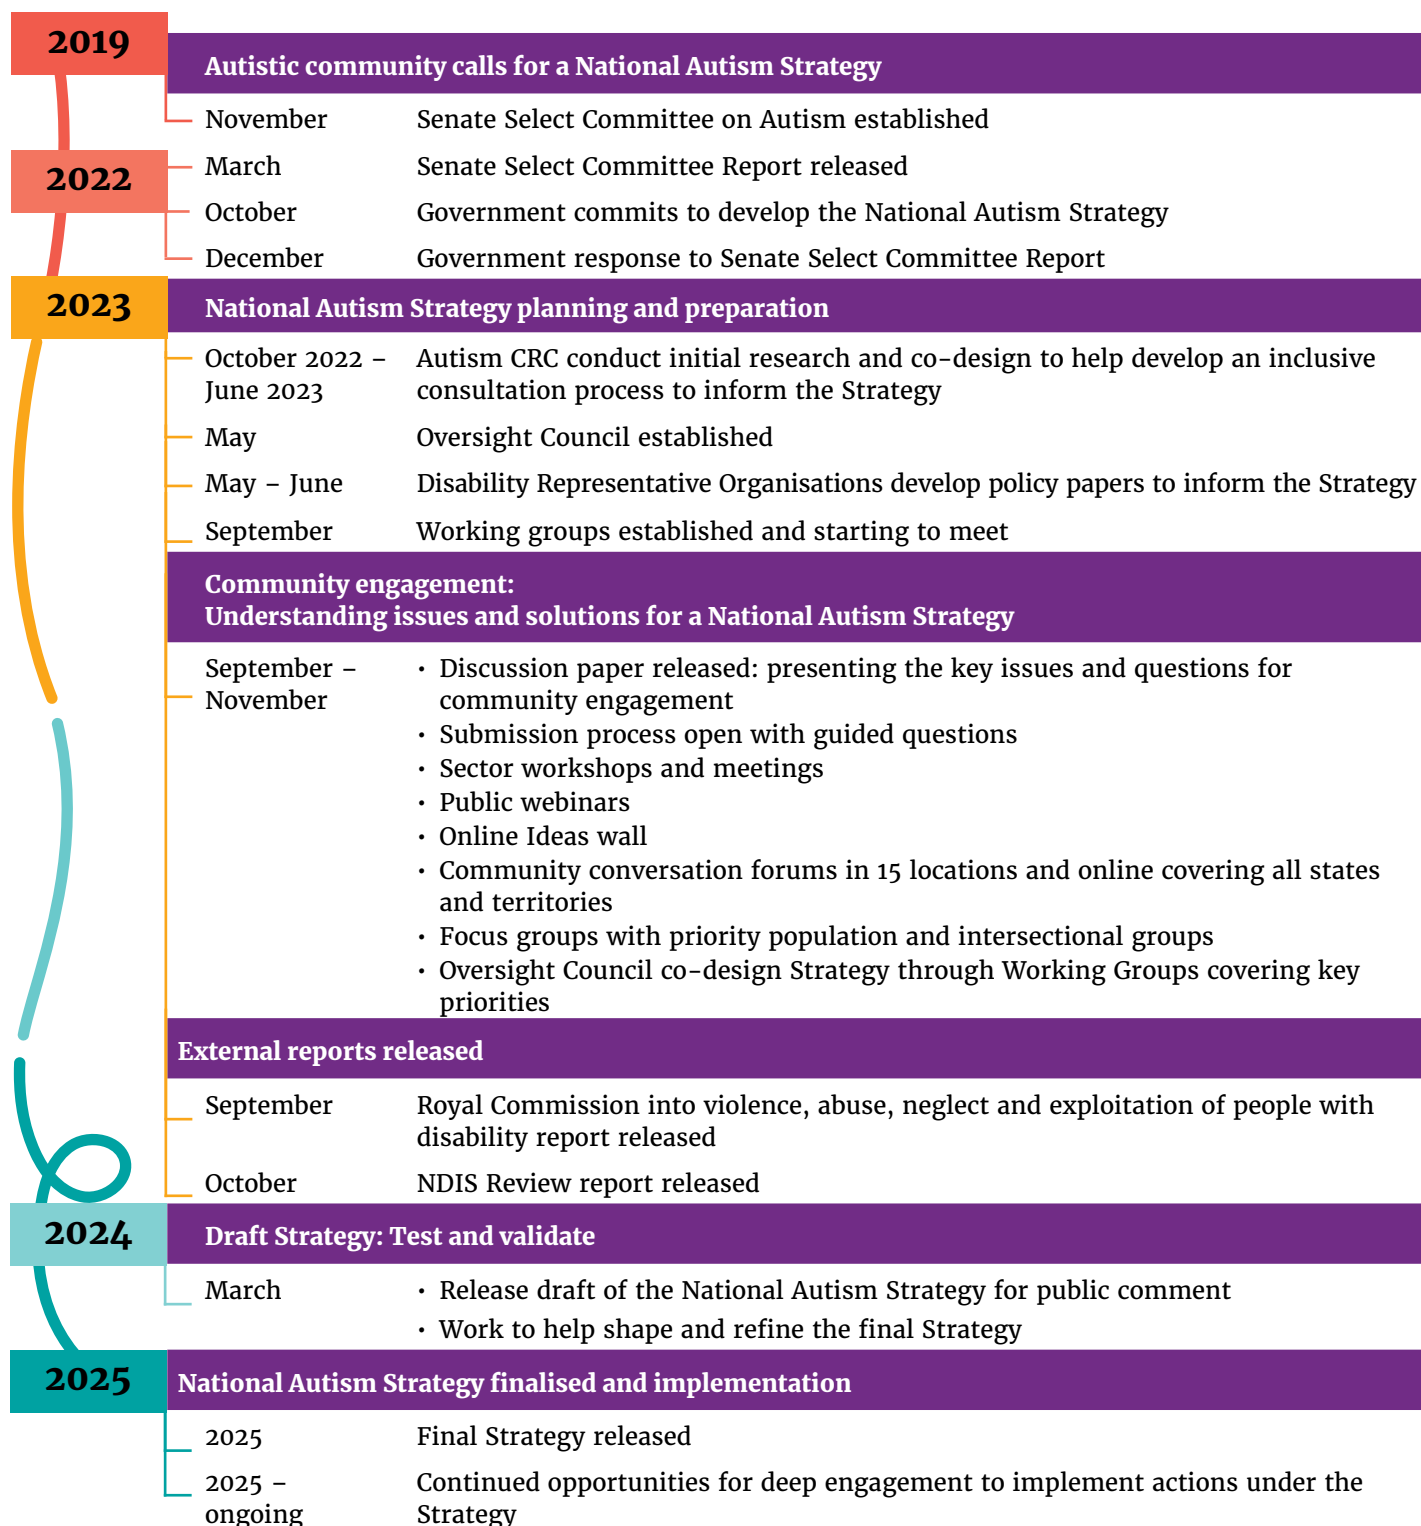 2019
Autistic community calls for a National Autism Strategy
November Senate Select Committee on Autism established
2022
March Senate Select Committee Report released
October Government commits to develop the National Autism Strategy
December Government response to Senate Select Committee Report
2023
National Autism Strategy planning and preparation
October 2022 – Autism CRC conduct initial research and co-design to help develop an inclusive
June 2023 consultation process to inform the Strategy
May Oversight Council established
May – June Disability Representative Organisations develop policy papers to inform the Strategy
September Working groups established and starting to meet
Community engagement:
Understanding issues and solutions for a National Autism Strategy
September – • Discussion paper released: presenting the key issues and questions for
November community engagement
• Submission process open with guided questions
• Sector workshops and meetings
• Public webinars
• Online Ideas wall
• Community conversation forums in 15 locations and online covering all states
and territories
• Focus groups with priority population and intersectional groups
• Oversight Council co-design Strategy through Working Groups covering key
priorities
External reports released
September Royal Commission into violence, abuse, neglect and exploitation of people with
disability report released
October NDIS Review report released
2024
Draft Strategy: Test and validate
March • Release draft of the National Autism Strategy for public comment
• Work to help shape and refine the final Strategy
2025
National Autism Strategy finalised and implementation
2025 Final Strategy released
2025 – Continued opportunities for deep engagement to implement actions under the
ongoing Strategy